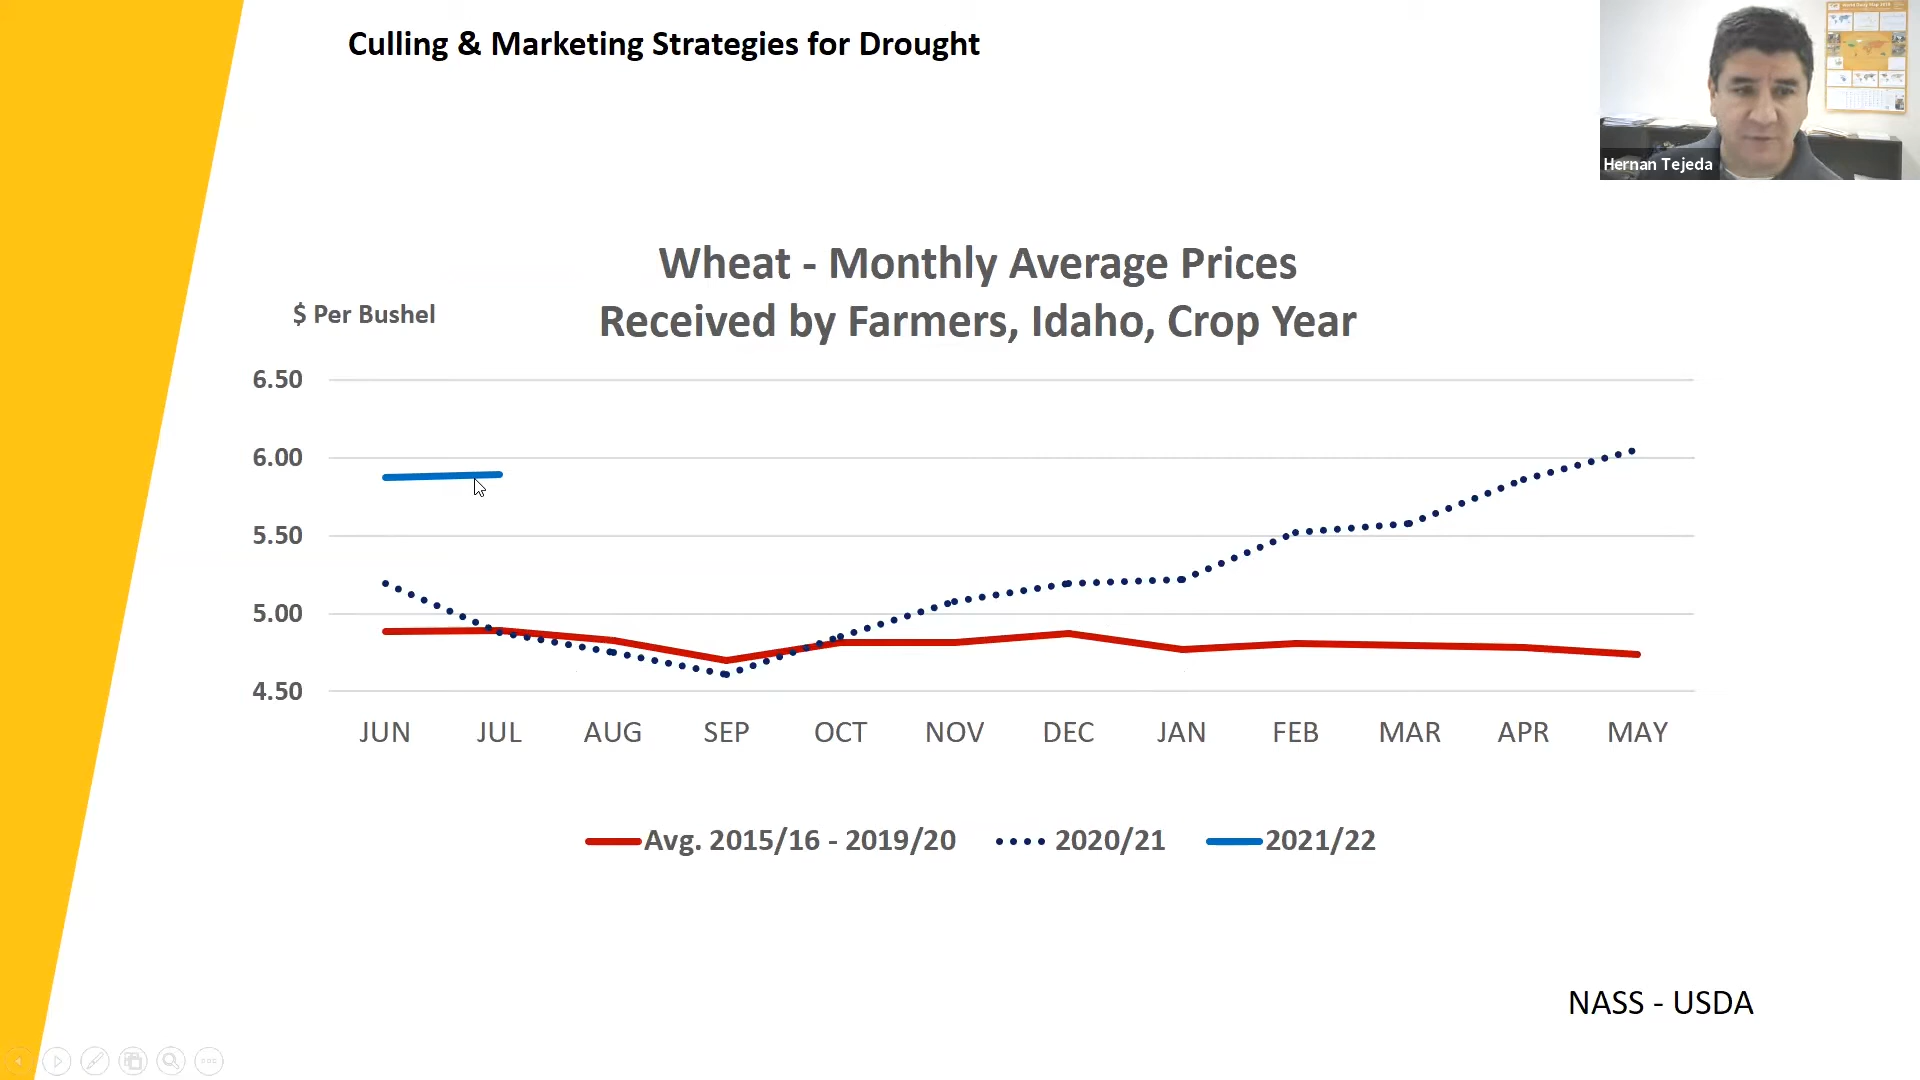 Culling & Marketing Strategies for Drought
Hernan Tejeda
Wheat - Monthly Average Prices
Received by Farmers, Idaho, Crop Year
$ Per Bushel
6.50
6.00
5.50
5.00
4.50
JUN JUL AUG SEP OCT NOV DEC JAN FEB MAR APR MAY
Avg. 2015/16 - 2019/20 2020/21 2021/22
NASS - USDA